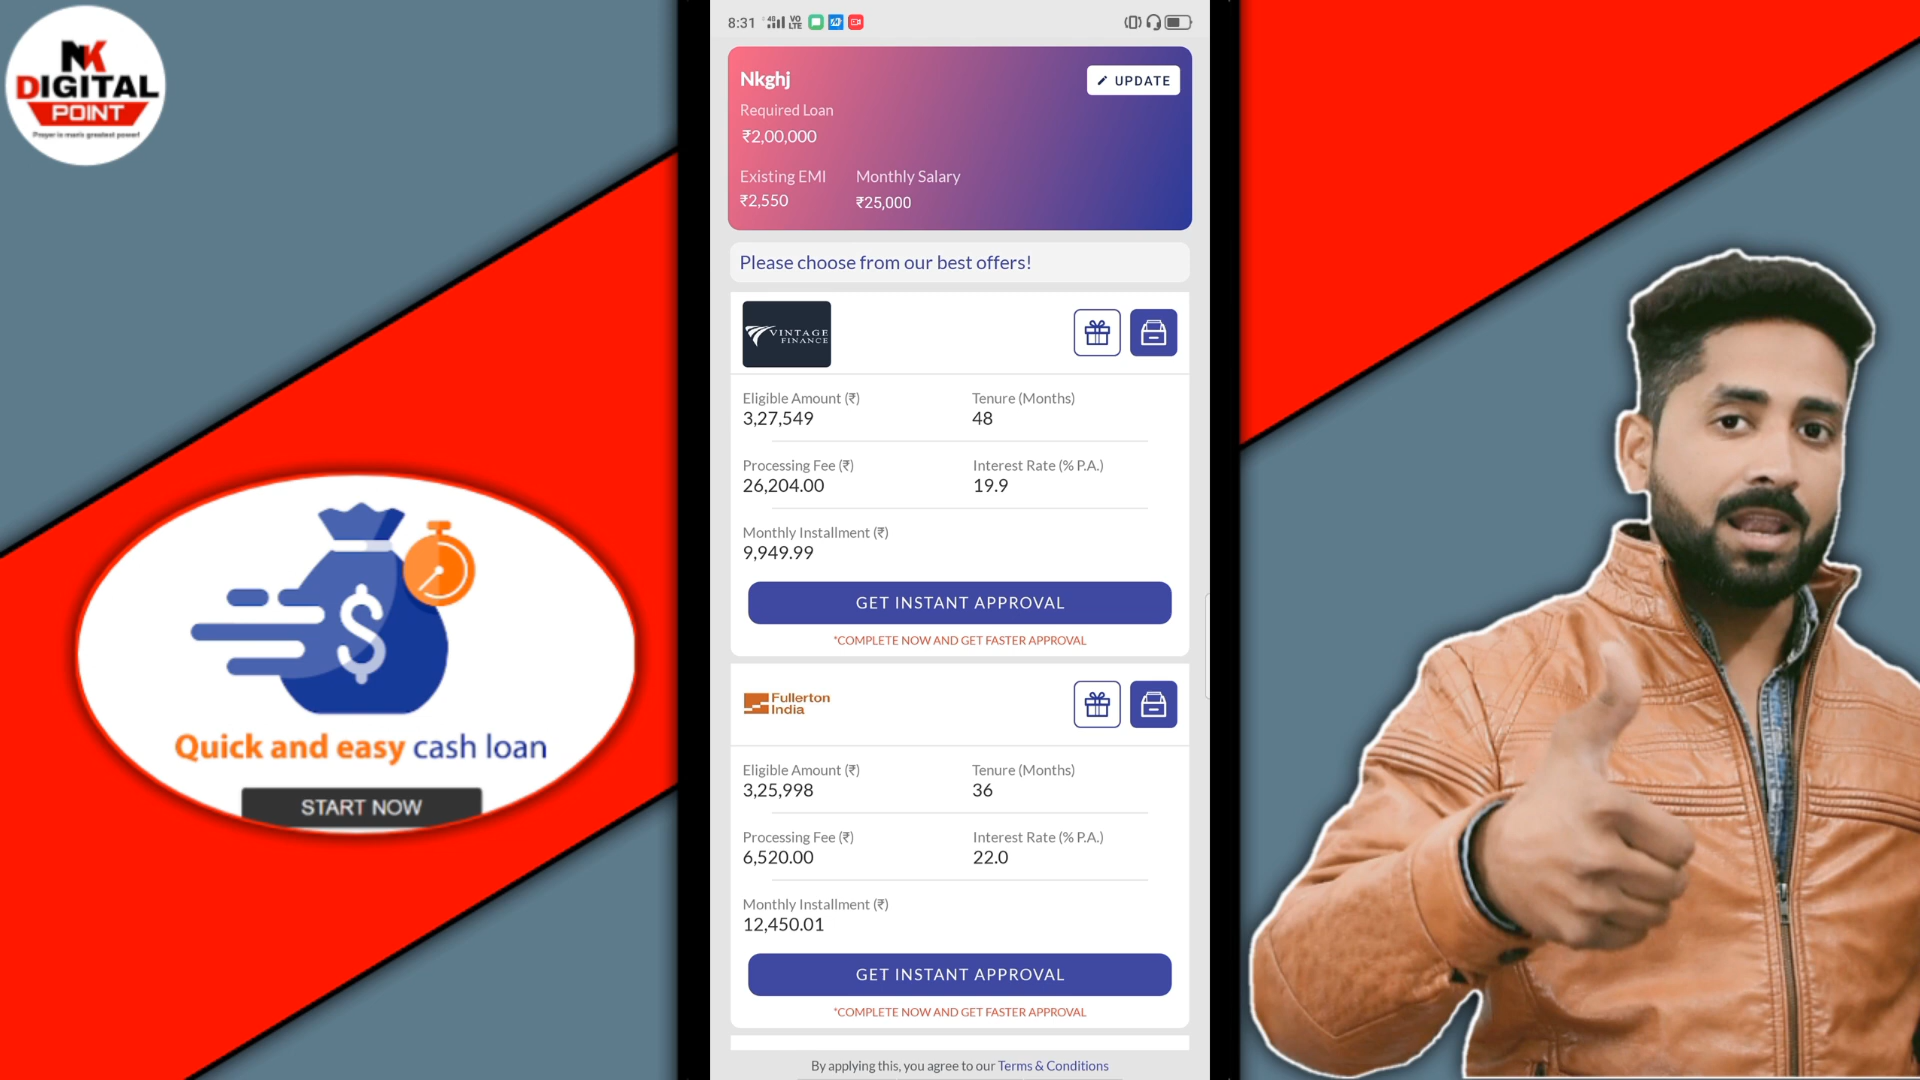 NK
DIGITAL
POINT
Prayer is man's greatest power!
8:31
Nkghj
UPDATE
Required Loan
₹2,00,000
Existing EMI
Monthly Salary
₹2,550
₹25,000
Please choose from our best offers!
VINTAGE
FINANCE
Eligible Amount (₹)
Tenure (Months)
3,27,549
48
Processing Fee (₹)
Interest Rate (% P.A.)
26,204.00
19.9
Monthly Installment (₹)
9,949.99
GET INSTANT APPROVAL
*COMPLETE NOW AND GET FASTER APPROVAL
Fullerton
India
Eligible Amount (₹)
Tenure (Months)
3,25,998
36
Processing Fee (₹)
Interest Rate (% P.A.)
6,520.00
22.0
Monthly Installment (₹)
12,450.01
GET INSTANT APPROVAL
*COMPLETE NOW AND GET FASTER APPROVAL
By applying this, you agree to our Terms & Conditions
$
Quick and easy cash loan
START NOW